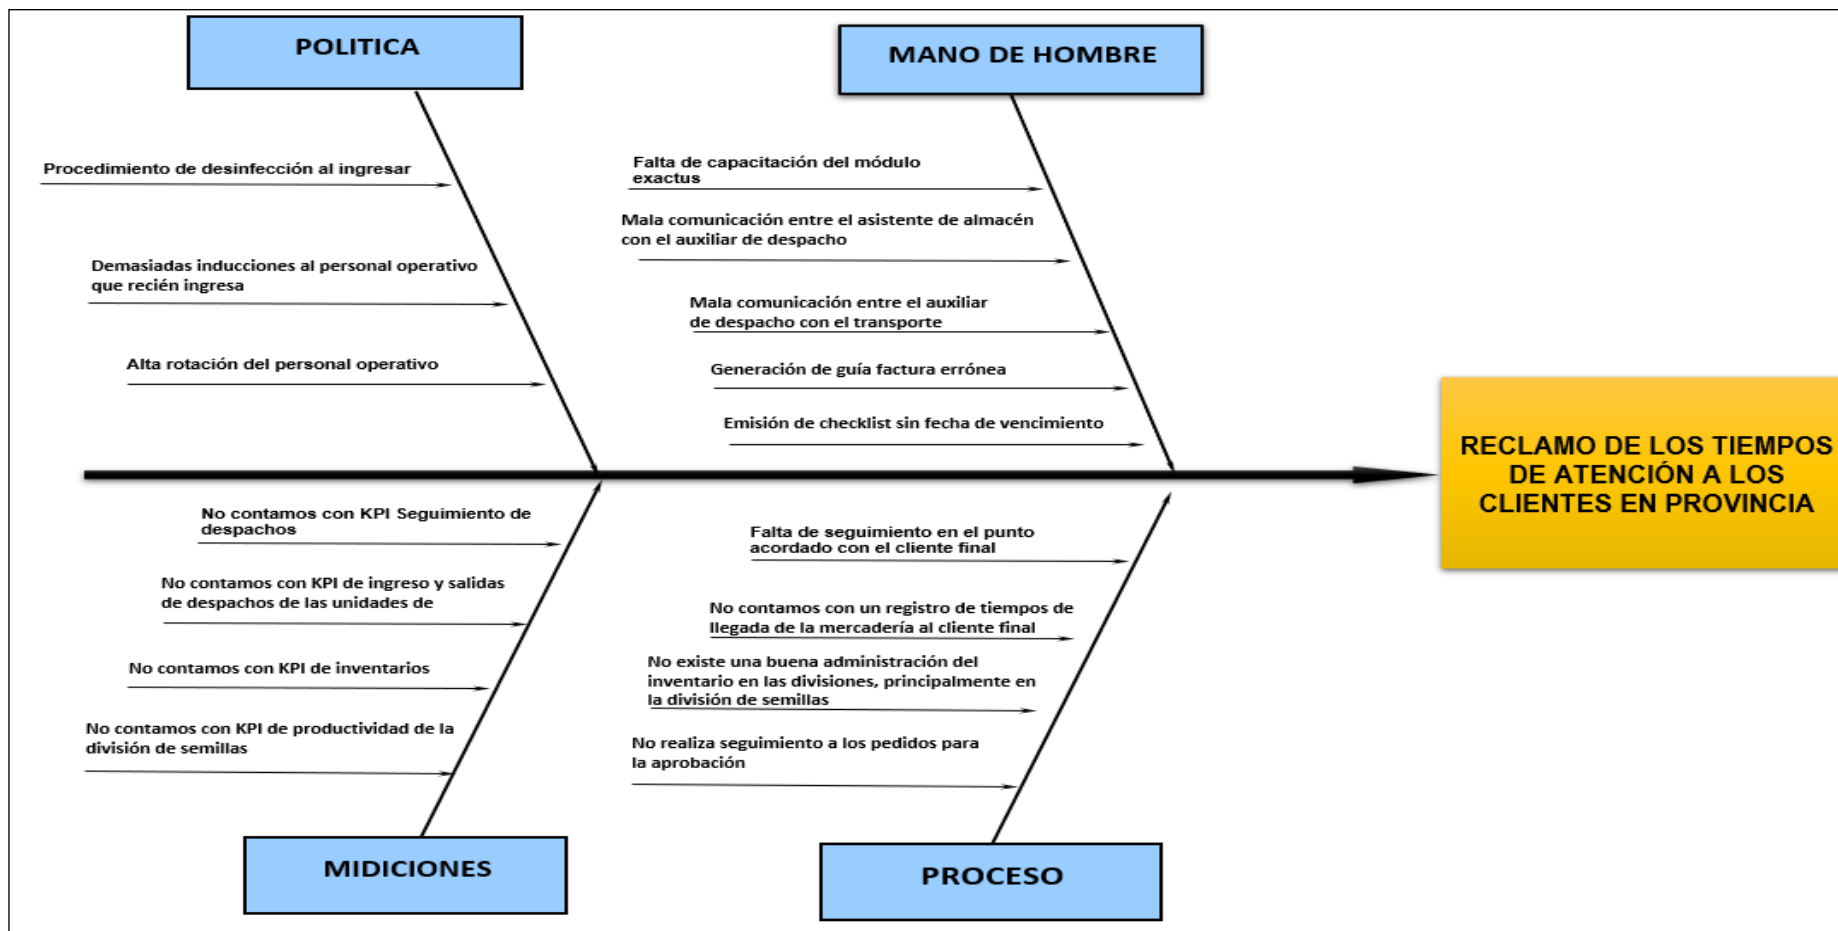 POLITICA
Procedimiento de desinfección al ingresar
Demasiadas inducciones al personal operativo
que recién ingresa
Alta rotación del personal operativo
MANO DE HOMBRE
Falta de capacitación del módulo
exactus
Mala comunicación entre el asistente de almacén
con el auxiliar de despacho
Mala comunicación entre el auxiliar
de despacho con el transporte
Generación de guía factura errónea
Emisión de checklist sin fecha de vencimiento
RECLAMO DE LOS TIEMPOS
DE ATENCIÓN A LOS
CLIENTES EN PROVINCIA
No contamos con KPI Seguimiento de
despachos
No contamos con KPI de ingreso y salidas
de despachos de las unidades de
No contamos con KPI de inventarios
No contamos con KPI de productividad de la
división de semillas
MIDICIONES
Falta de seguimiento en el punto
acordado con el cliente final
No contamos con un registro de tiempos de
llegada de la mercadería al cliente final
No existe una buena administración del
inventario en las divisiones, principalmente en
la división de semillas
No realiza seguimiento a los pedidos para
la aprobación
PROCESO